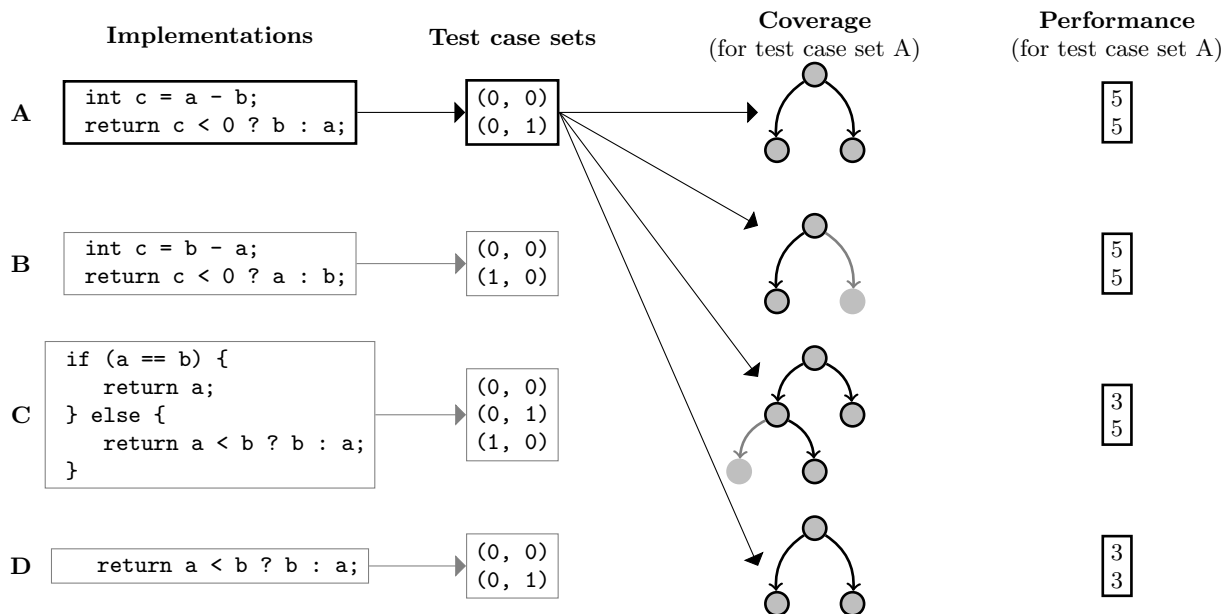 Implementations
Test case sets
Coverage
(for test case set A)
Performance
(for test case set A)
A
int c = a - b;
return c < 0 ? b : a;
(0, 0)
(0, 1)
5
5
B
int c = b - a;
return c < 0 ? a : b;
(0, 0)
(1, 0)
5
5
C
if (a == b) {
return a;
} else {
return a < b ? b : a;
}
(0, 0)
(0, 1)
(1, 0)
3
5
D
return a < b ? b : a;
(0, 0)
(0, 1)
3
3